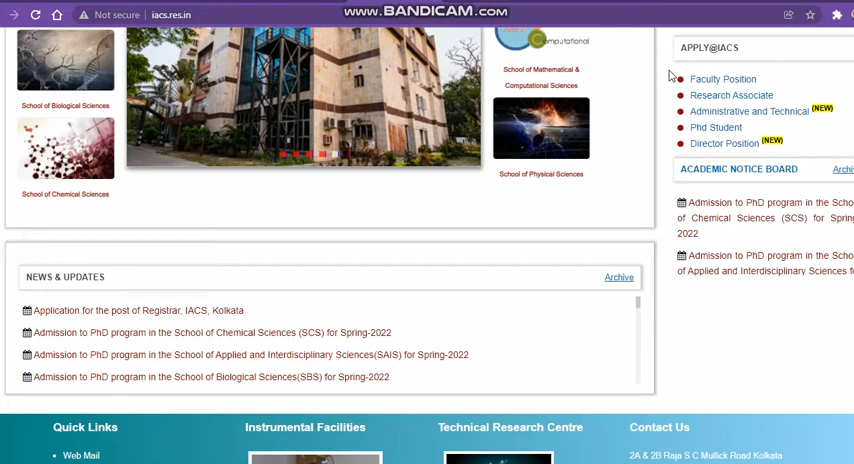 www.BANDICAM.com
Not secure | iacs.res.in
School of Biological Sciences
School of Chemical Sciences
Computational
School of Mathematical &
Computational Sciences
School of Physical Sciences
APPLY@IACS
Faculty Position
Research Associate
Administrative and Technical (NEW)
Phd Student
Director Position (NEW)
ACADEMIC NOTICE BOARD Archiv
Admission to PhD program in the Schoo
of Chemical Sciences (SCS) for Spring
2022
Admission to PhD program in the Schoo
of Applied and Interdisciplinary Sciences fo
NEWS & UPDATES Archive
Application for the post of Registrar, IACS, Kolkata
Admission to PhD program in the School of Chemical Sciences (SCS) for Spring-2022
Admission to PhD program in the School of Applied and Interdisciplinary Sciences(SAIS) for Spring-2022
Admission to PhD program in the School of Biological Sciences(SBS) for Spring-2022
Quick Links
Web Mail
Instrumental Facilities
Technical Research Centre
Contact Us
2A & 2B Raja S C Mullick Road Kolkata